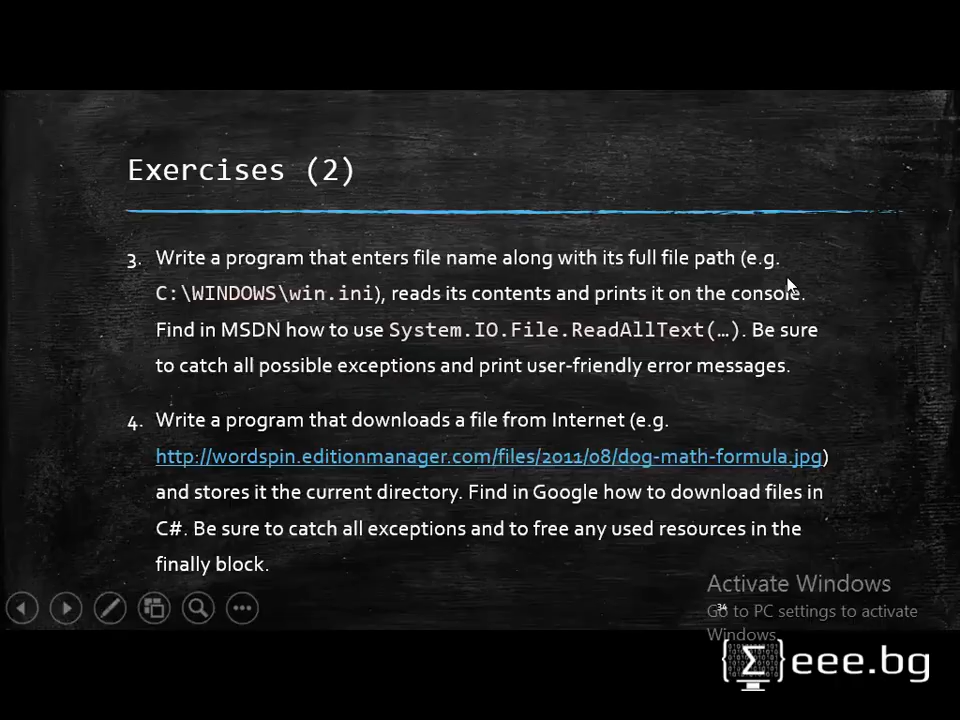 Exercises (2)
3. Write a program that enters file name along with its full file path (e.g.
C:\WINDOWS\win.ini), reads its contents and prints it on the console.
Find in MSDN how to use System.IO.File.ReadAllText(…). Be sure
to catch all possible exceptions and print user-friendly error messages.
4. Write a program that downloads a file from Internet (e.g.
http://wordspin.editionmanager.com/files/2011/08/dog-math-formula.jpg)
and stores it the current directory. Find in Google how to download files in
C#. Be sure to catch all exceptions and to free any used resources in the
finally block.
Activate Windows
Go to PC settings to activate
Windows.
34
{Σ}eee.bg